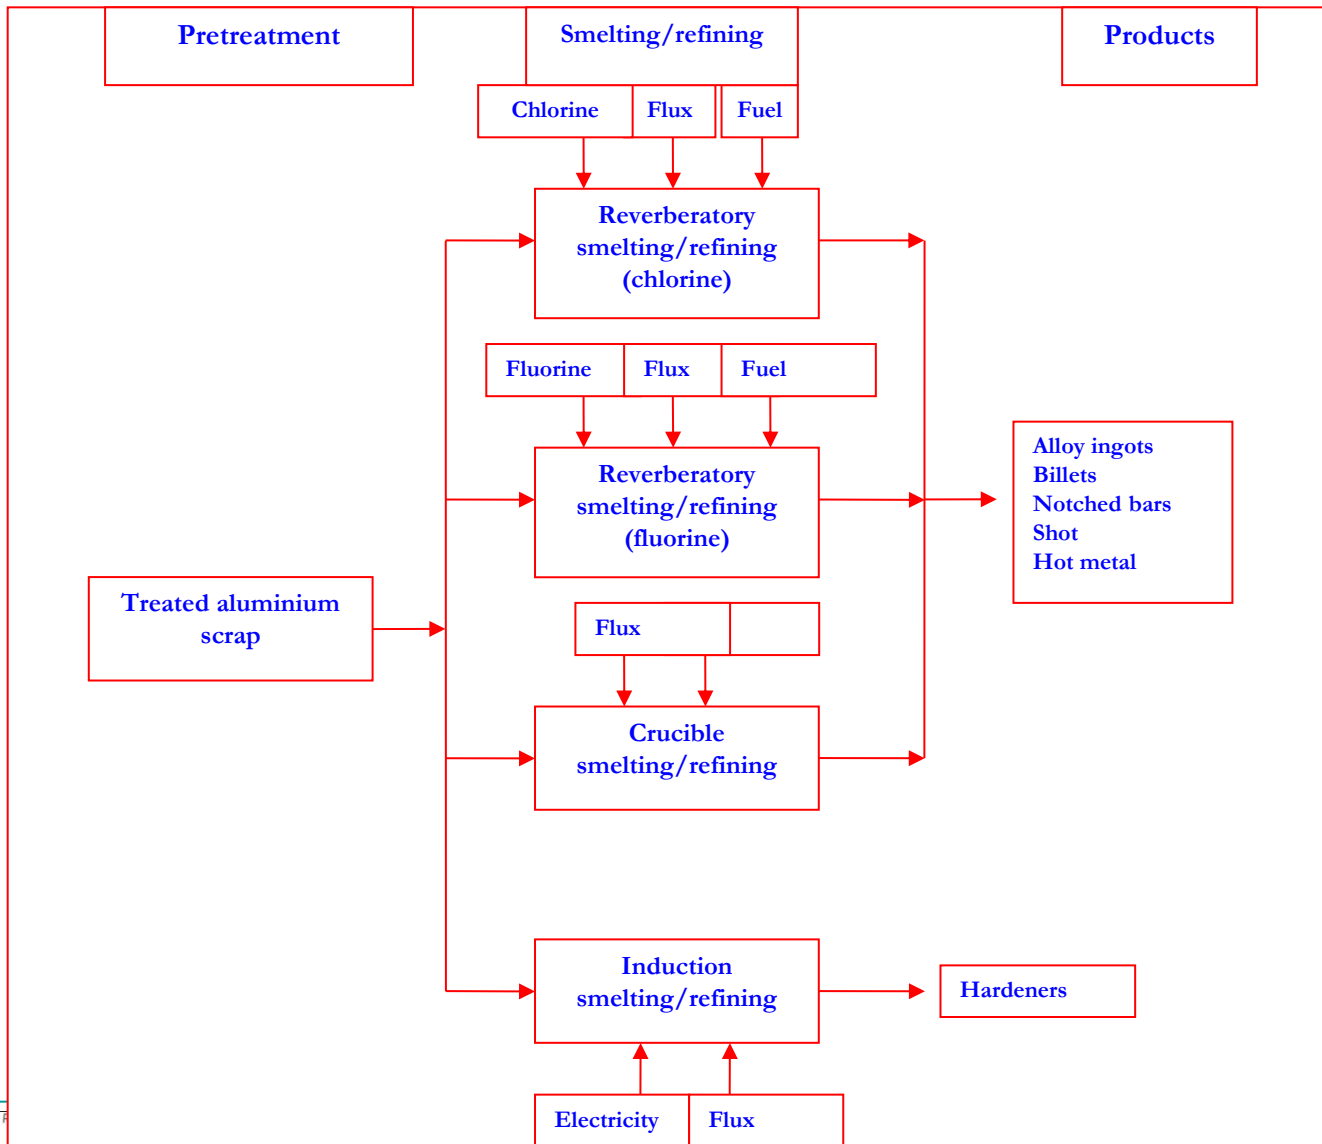 Pretreatment
Smelting/refining
Products
Chlorine
Flux
Fuel
Reverberatory
smelting/refining
(chlorine)
Fluorine
Flux
Fuel
Reverberatory
smelting/refining
(fluorine)
Alloy ingots
Billets
Notched bars
Shot
Hot metal
Treated aluminium
scrap
Flux
Crucible
smelting/refining
Induction
smelting/refining
Hardeners
Electricity
Flux